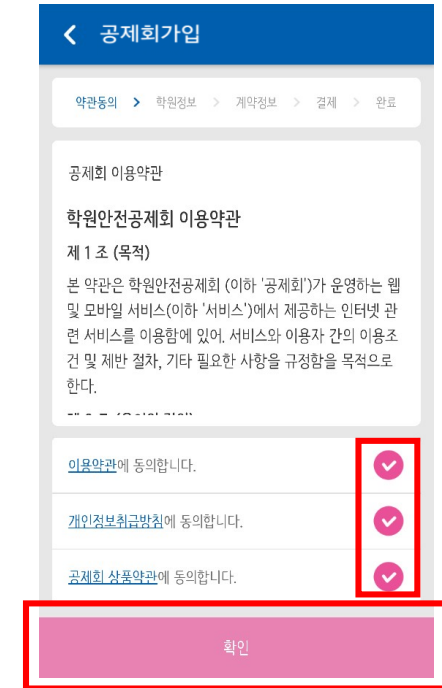 공제회가입
약관동의 > 학원정보 > 계약정보 > 결제 > 완료
공제회 이용약관
학원안전공제회 이용약관
제 1 조 (목적)
본 약관은 학원안전공제회 (이하 '공제회')가 운영하는 웹
및 모바일 서비스(이하 '서비스')에서 제공하는 인터넷 관
련 서비스를 이용함에 있어. 서비스와 이용자 간의 이용조
건 및 제반 절차, 기타 필요한 사항을 규정함을 목적으로
한다.
이용약관에 동의합니다.
개인정보취급방침에 동의합니다.
공제회 상품약관에 동의합니다.
확인